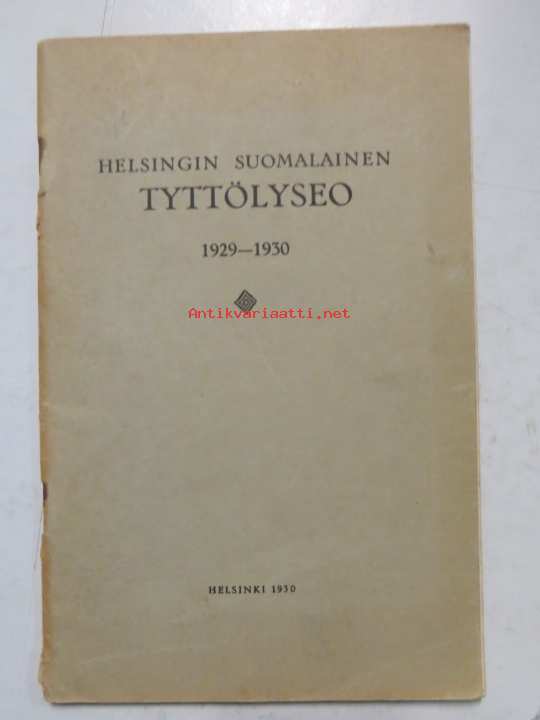 HELSINGIN SUOMALAINEN
TYTTÖLYSEO
1929—1930
Antikvariaatti.net
HELSINKI 1930